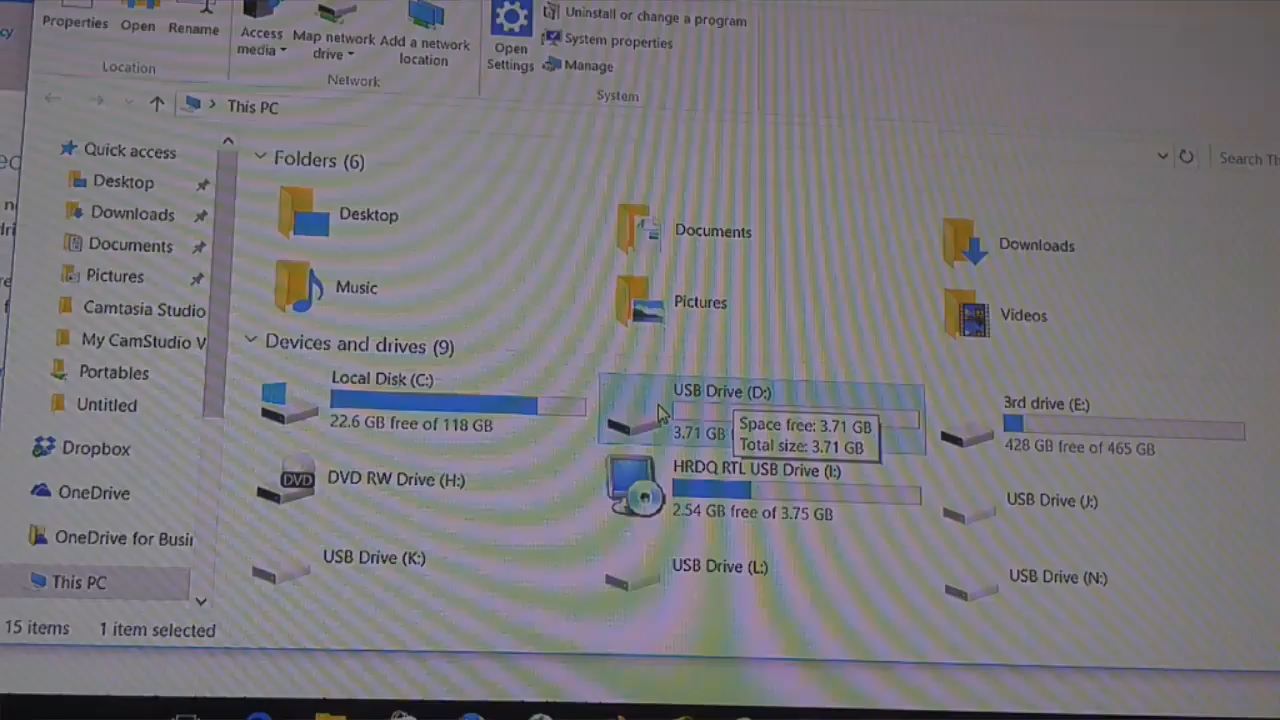 Properties
Open
Rename
Access media
Map network drive
Add a network location
Open Settings
Uninstall or change a program
System properties
Manage
Location
Network
System
This PC
Search
Quick access
Desktop
Downloads
Documents
Pictures
Camtasia Studio
My CamStudio V
Portables
Untitled
Dropbox
OneDrive
OneDrive for Busin
This PC
Folders (6)
Desktop
Documents
Downloads
Music
Pictures
Videos
Devices and drives (9)
Local Disk (C:)
22.6 GB free of 118 GB
USB Drive (D:)
3.71 GB
Space free: 3.71 GB
Total size: 3.71 GB
3rd drive (E:)
428 GB free of 465 GB
DVD RW Drive (H:)
DVD
HRDQ RTL USB Drive (I:)
2.54 GB free of 3.75 GB
USB Drive (J:)
USB Drive (K:)
USB Drive (L:)
USB Drive (N:)
15 items
1 item selected